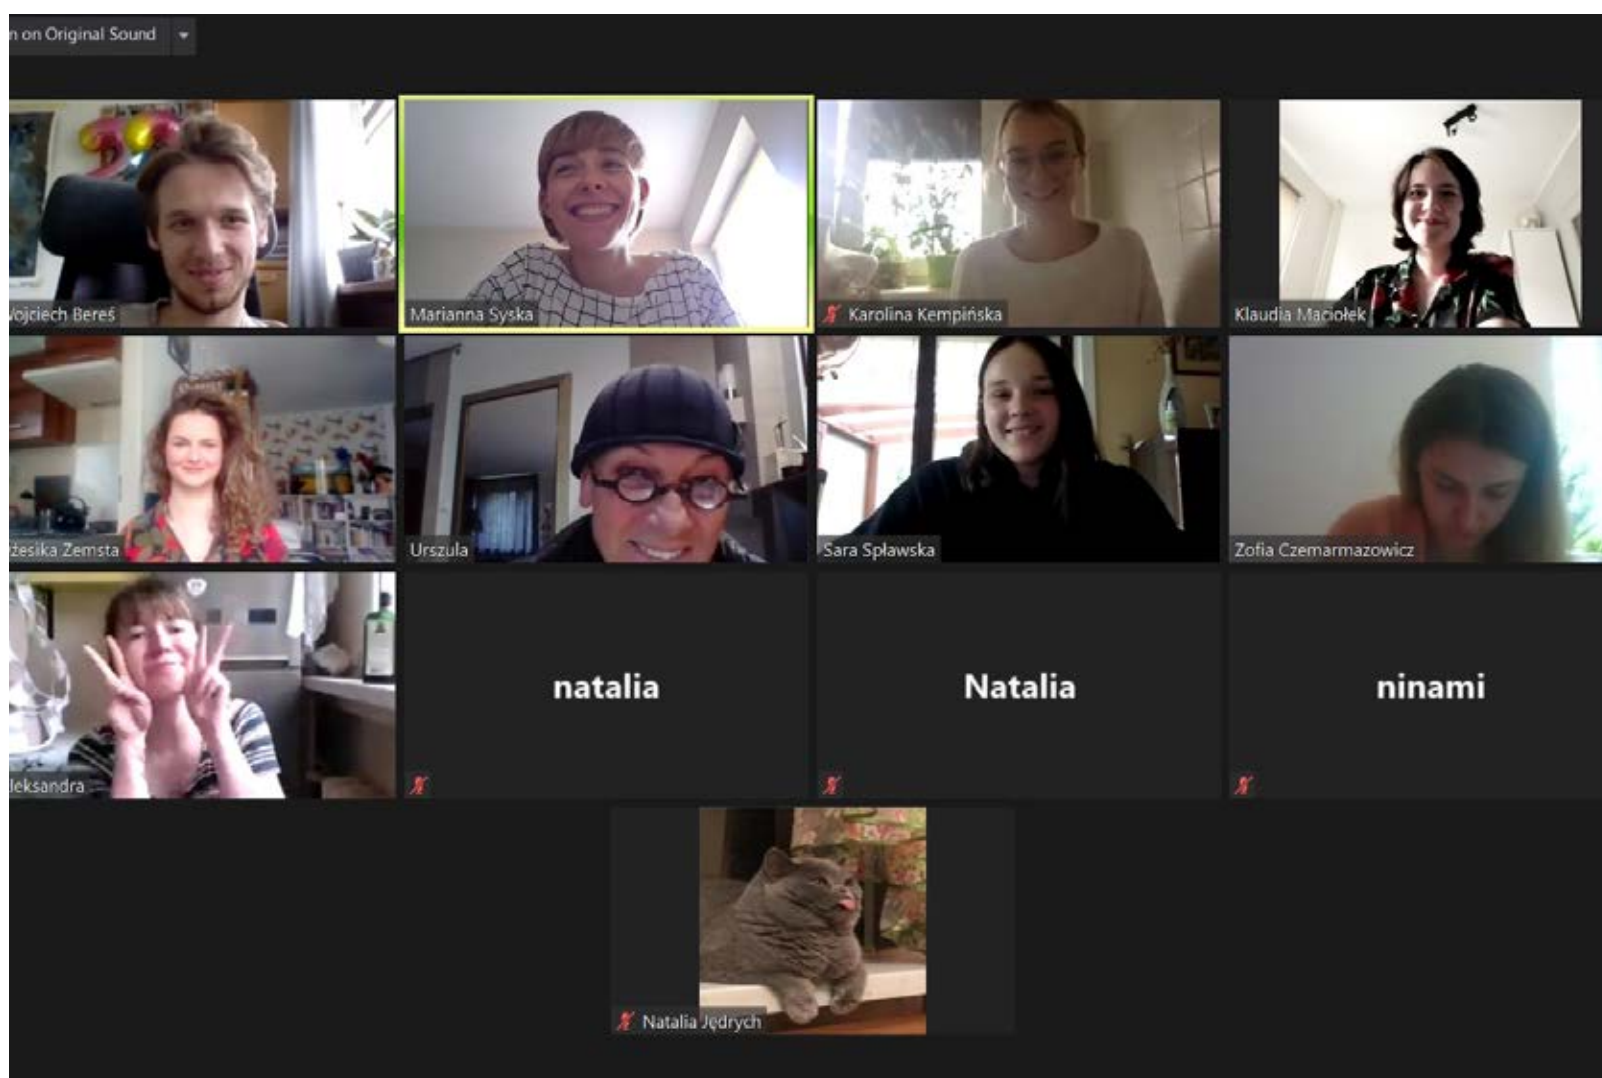 n on Original Sound
Wojciech Bereś
Marianna Syska
Karolina Kempińska
Klaudia Maciołek
żesika Zemsta
Urszula
Sara Spławska
Zofia Czemarmazowicz
leksandra
natalia
Natalia
ninami
Natalia Jędrych